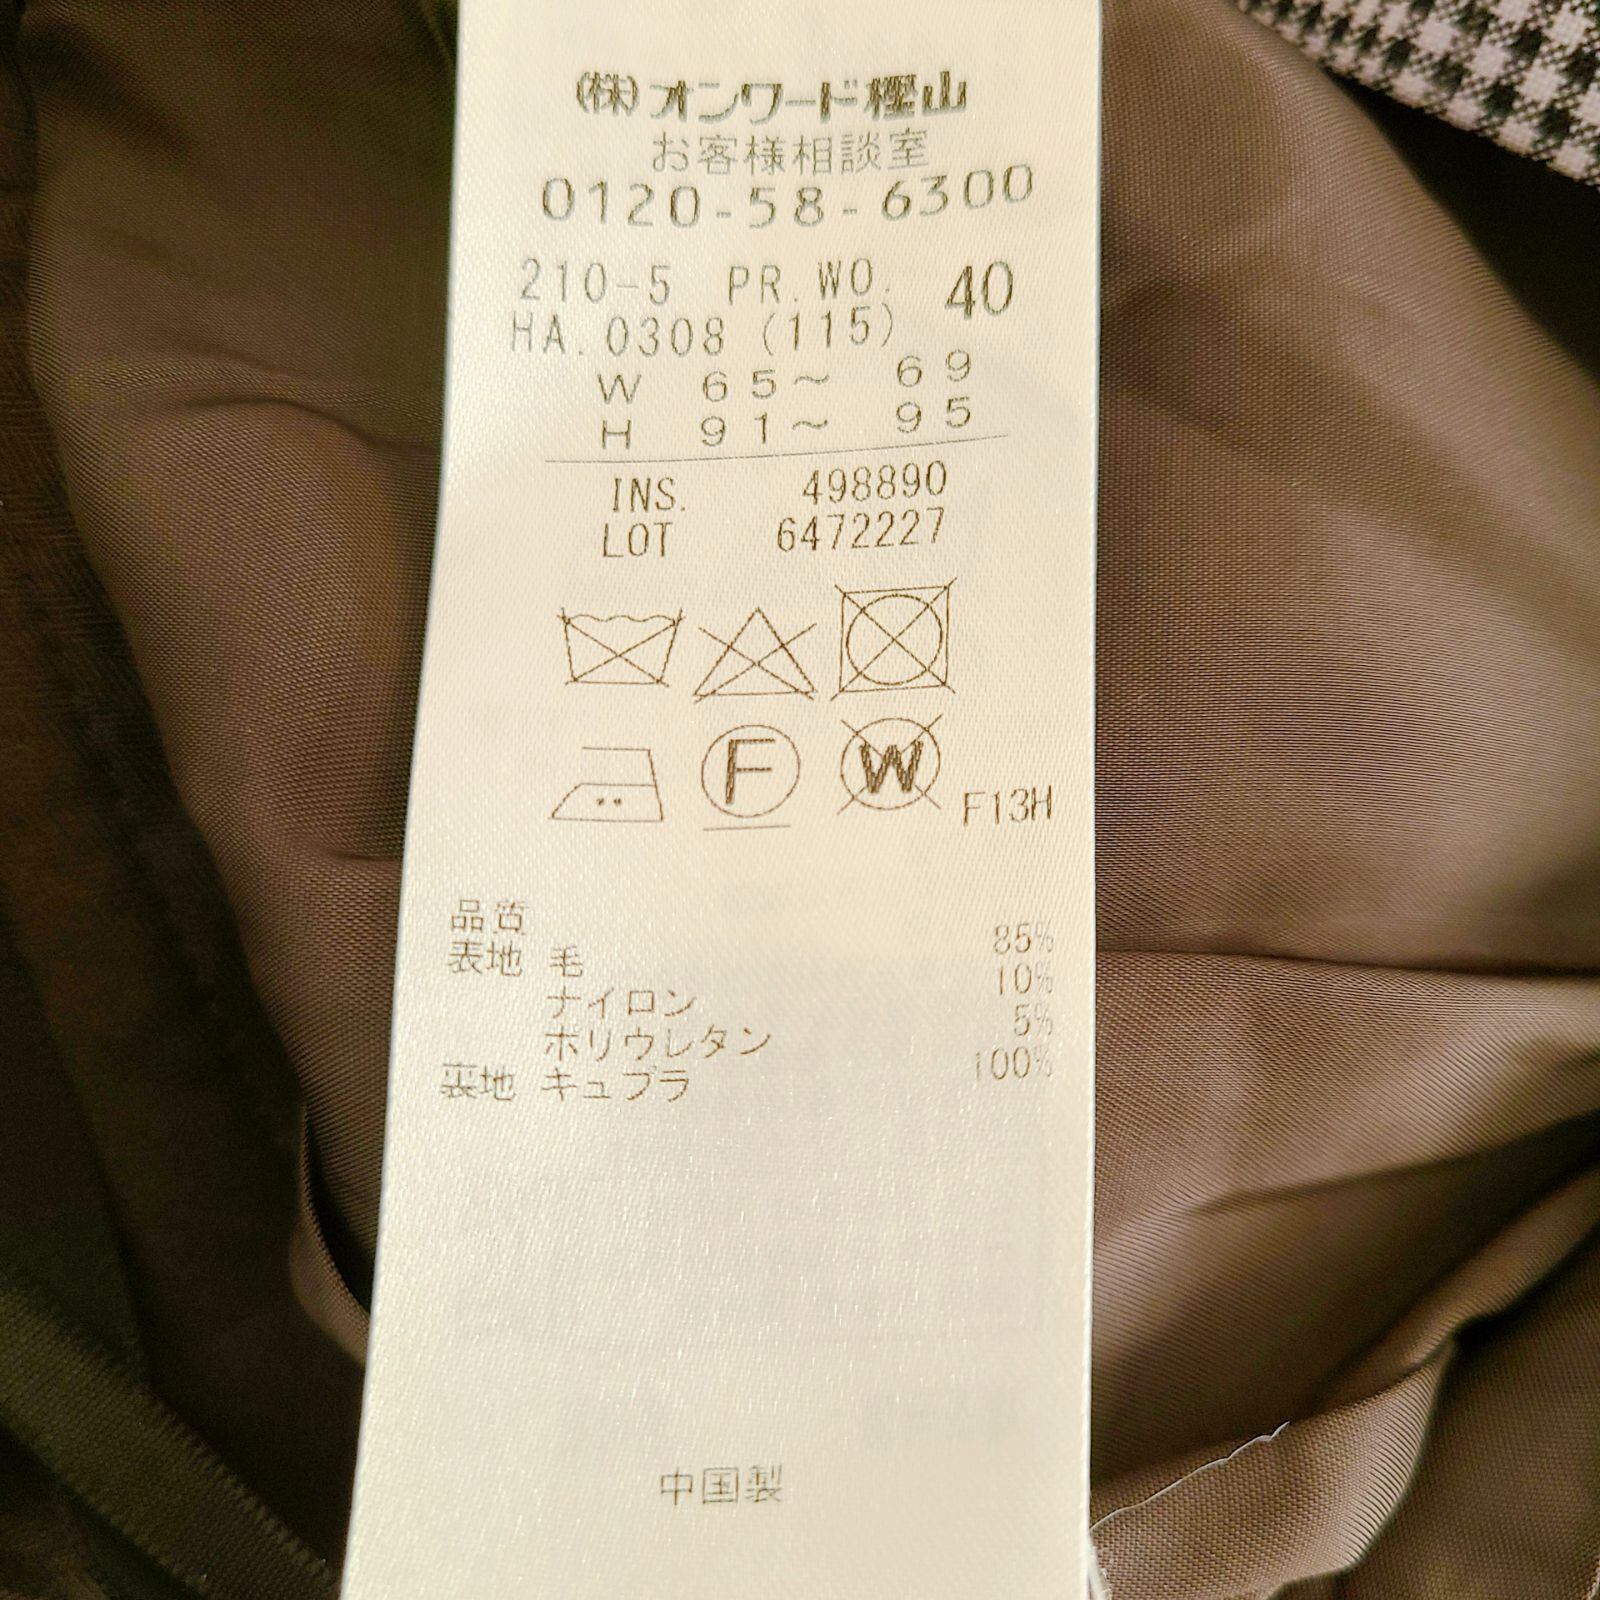 (株)オンワード樫山
お客様相談室
0120-58-6300
210-5 PR.WO. 40
HA.0308 (115)
W 65~ 69
H 91~ 95
INS. 498890
LOT 6472227
F W F13H
品質
表地 毛 85%
ナイロン 10%
ポリウレタン 5%
裏地 キュプラ 100%
中国製